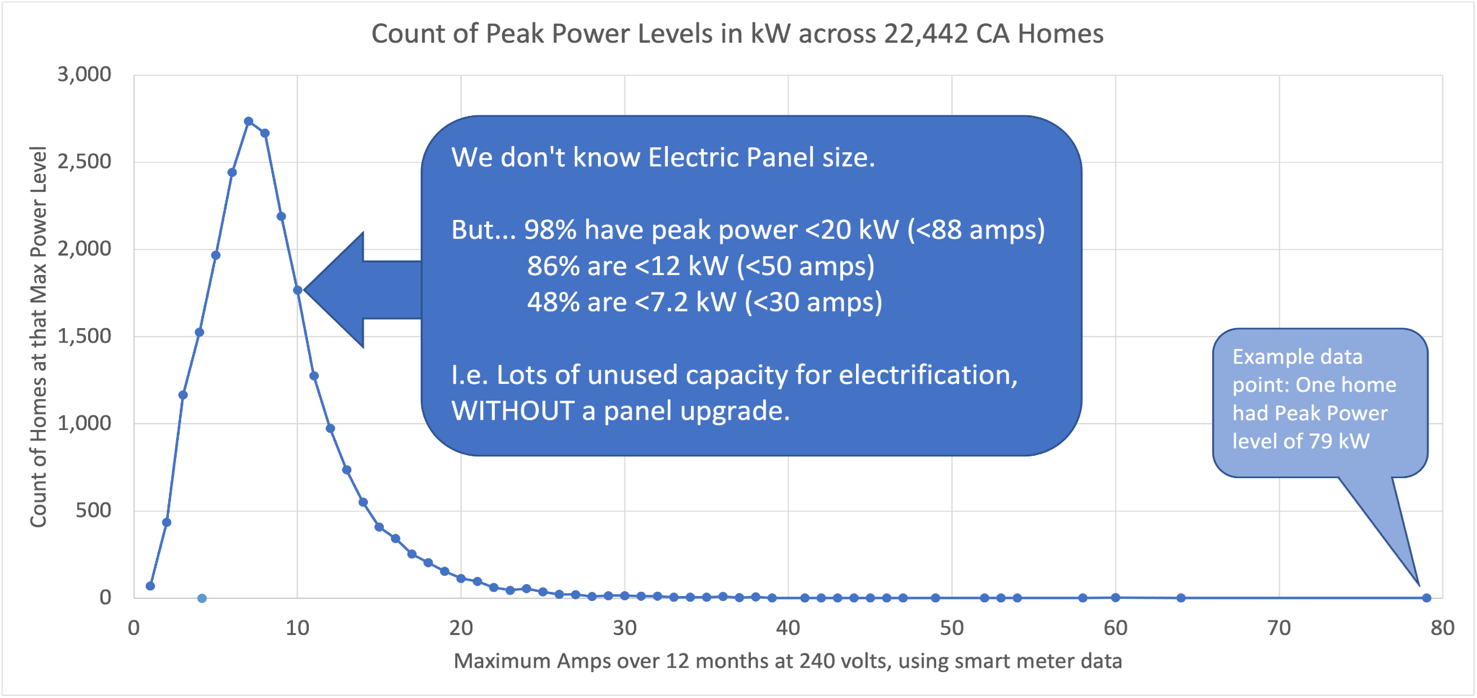 Count of Peak Power Levels in kW across 22,442 CA Homes
Count of Homes at that Max Power Level
3,000
2,500
2,000
1,500
1,000
500
0
We don't know Electric Panel size.
But... 98% have peak power <20 kW (<88 amps)
86% are <12 kW (<50 amps)
48% are <7.2 kW (<30 amps)
I.e. Lots of unused capacity for electrification,
WITHOUT a panel upgrade.
Example data
point: One home
had Peak Power
level of 79 kW
0 10 20 30 40 50 60 70 80
Maximum Amps over 12 months at 240 volts, using smart meter data